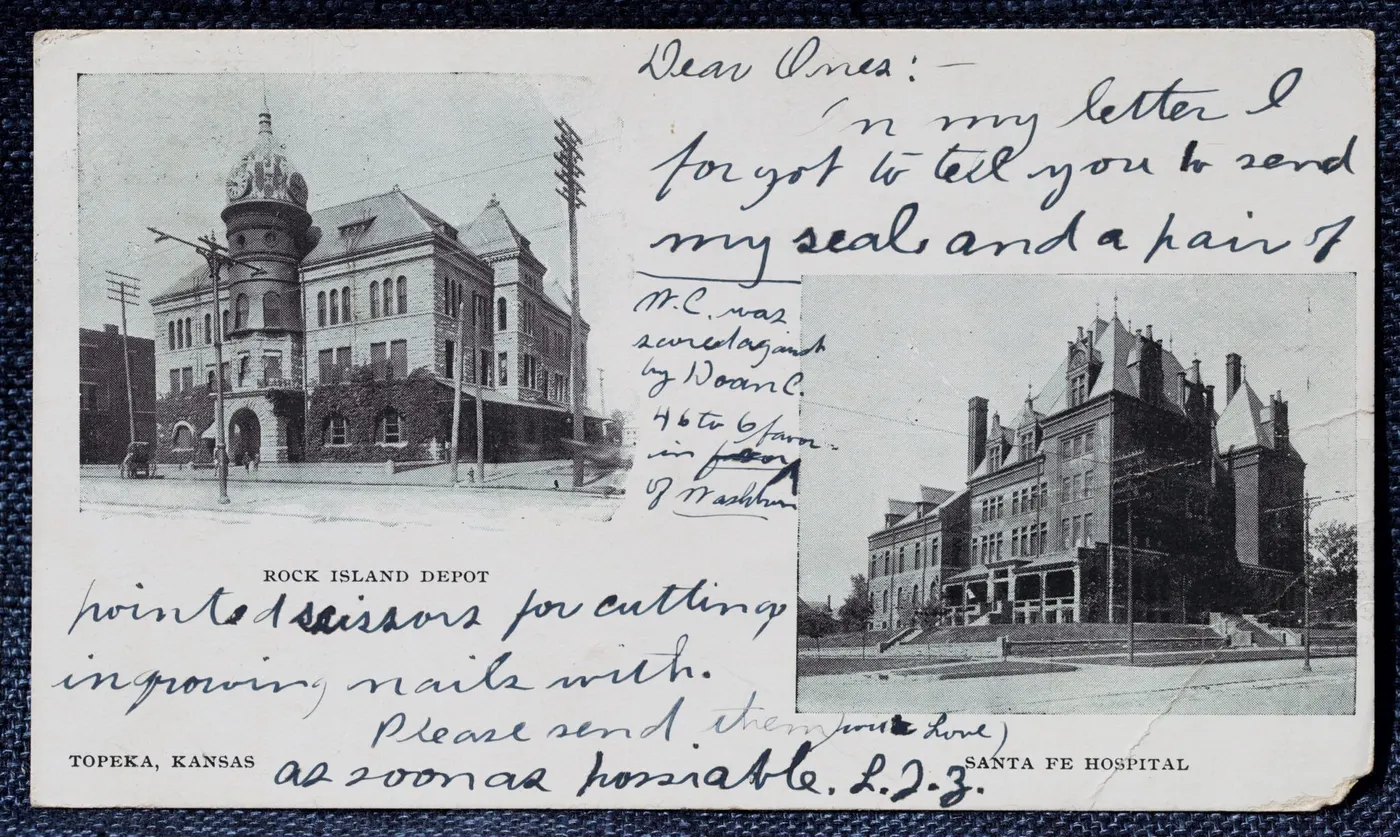 Dear Ones: —
In my letter I
forgot to tell you to send
my seal and a pair of
pointed scissors for cutting
ingrowing nails with.
Please send them (with Love)
as soon as possiable. L.J.Z.
W.C. was
scored against
by Doan C.
46 to 6 favor
in favor
of Washburn
ROCK ISLAND DEPOT
TOPEKA, KANSAS
SANTA FE HOSPITAL